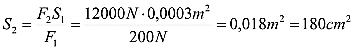 S₂ = F₂S₁/F₁ = 12000N·0,0003m²/200N = 0,018m² = 180cm²